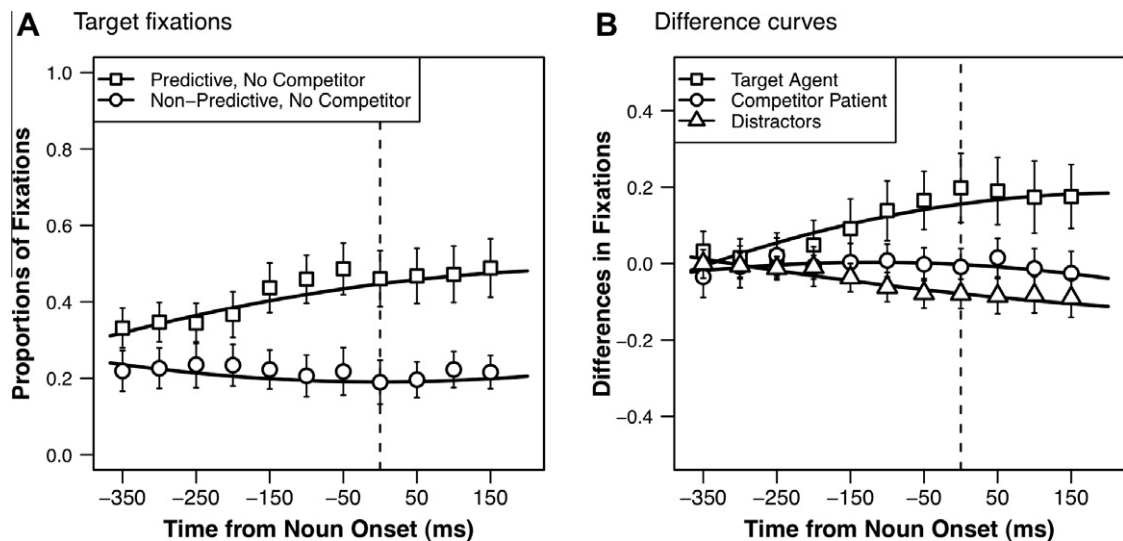 A Target fixations
Proportions of Fixations
1.0
0.8
0.6
0.4
0.2
0.0
Predictive, No Competitor
Non−Predictive, No Competitor
−350 −250 −150 −50 50 150
Time from Noun Onset (ms)
B Difference curves
Differences in Fixations
0.4
0.2
0.0
−0.2
−0.4
Target Agent
Competitor Patient
Distractors
−350 −250 −150 −50 50 150
Time from Noun Onset (ms)